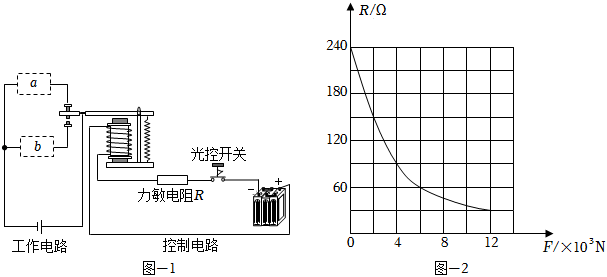 a
b
光控开关
力敏电阻R
- +
工作电路
控制电路
图-1
R/Ω
240
180
120
60
0 4 8 12 F/×10³N
图-2